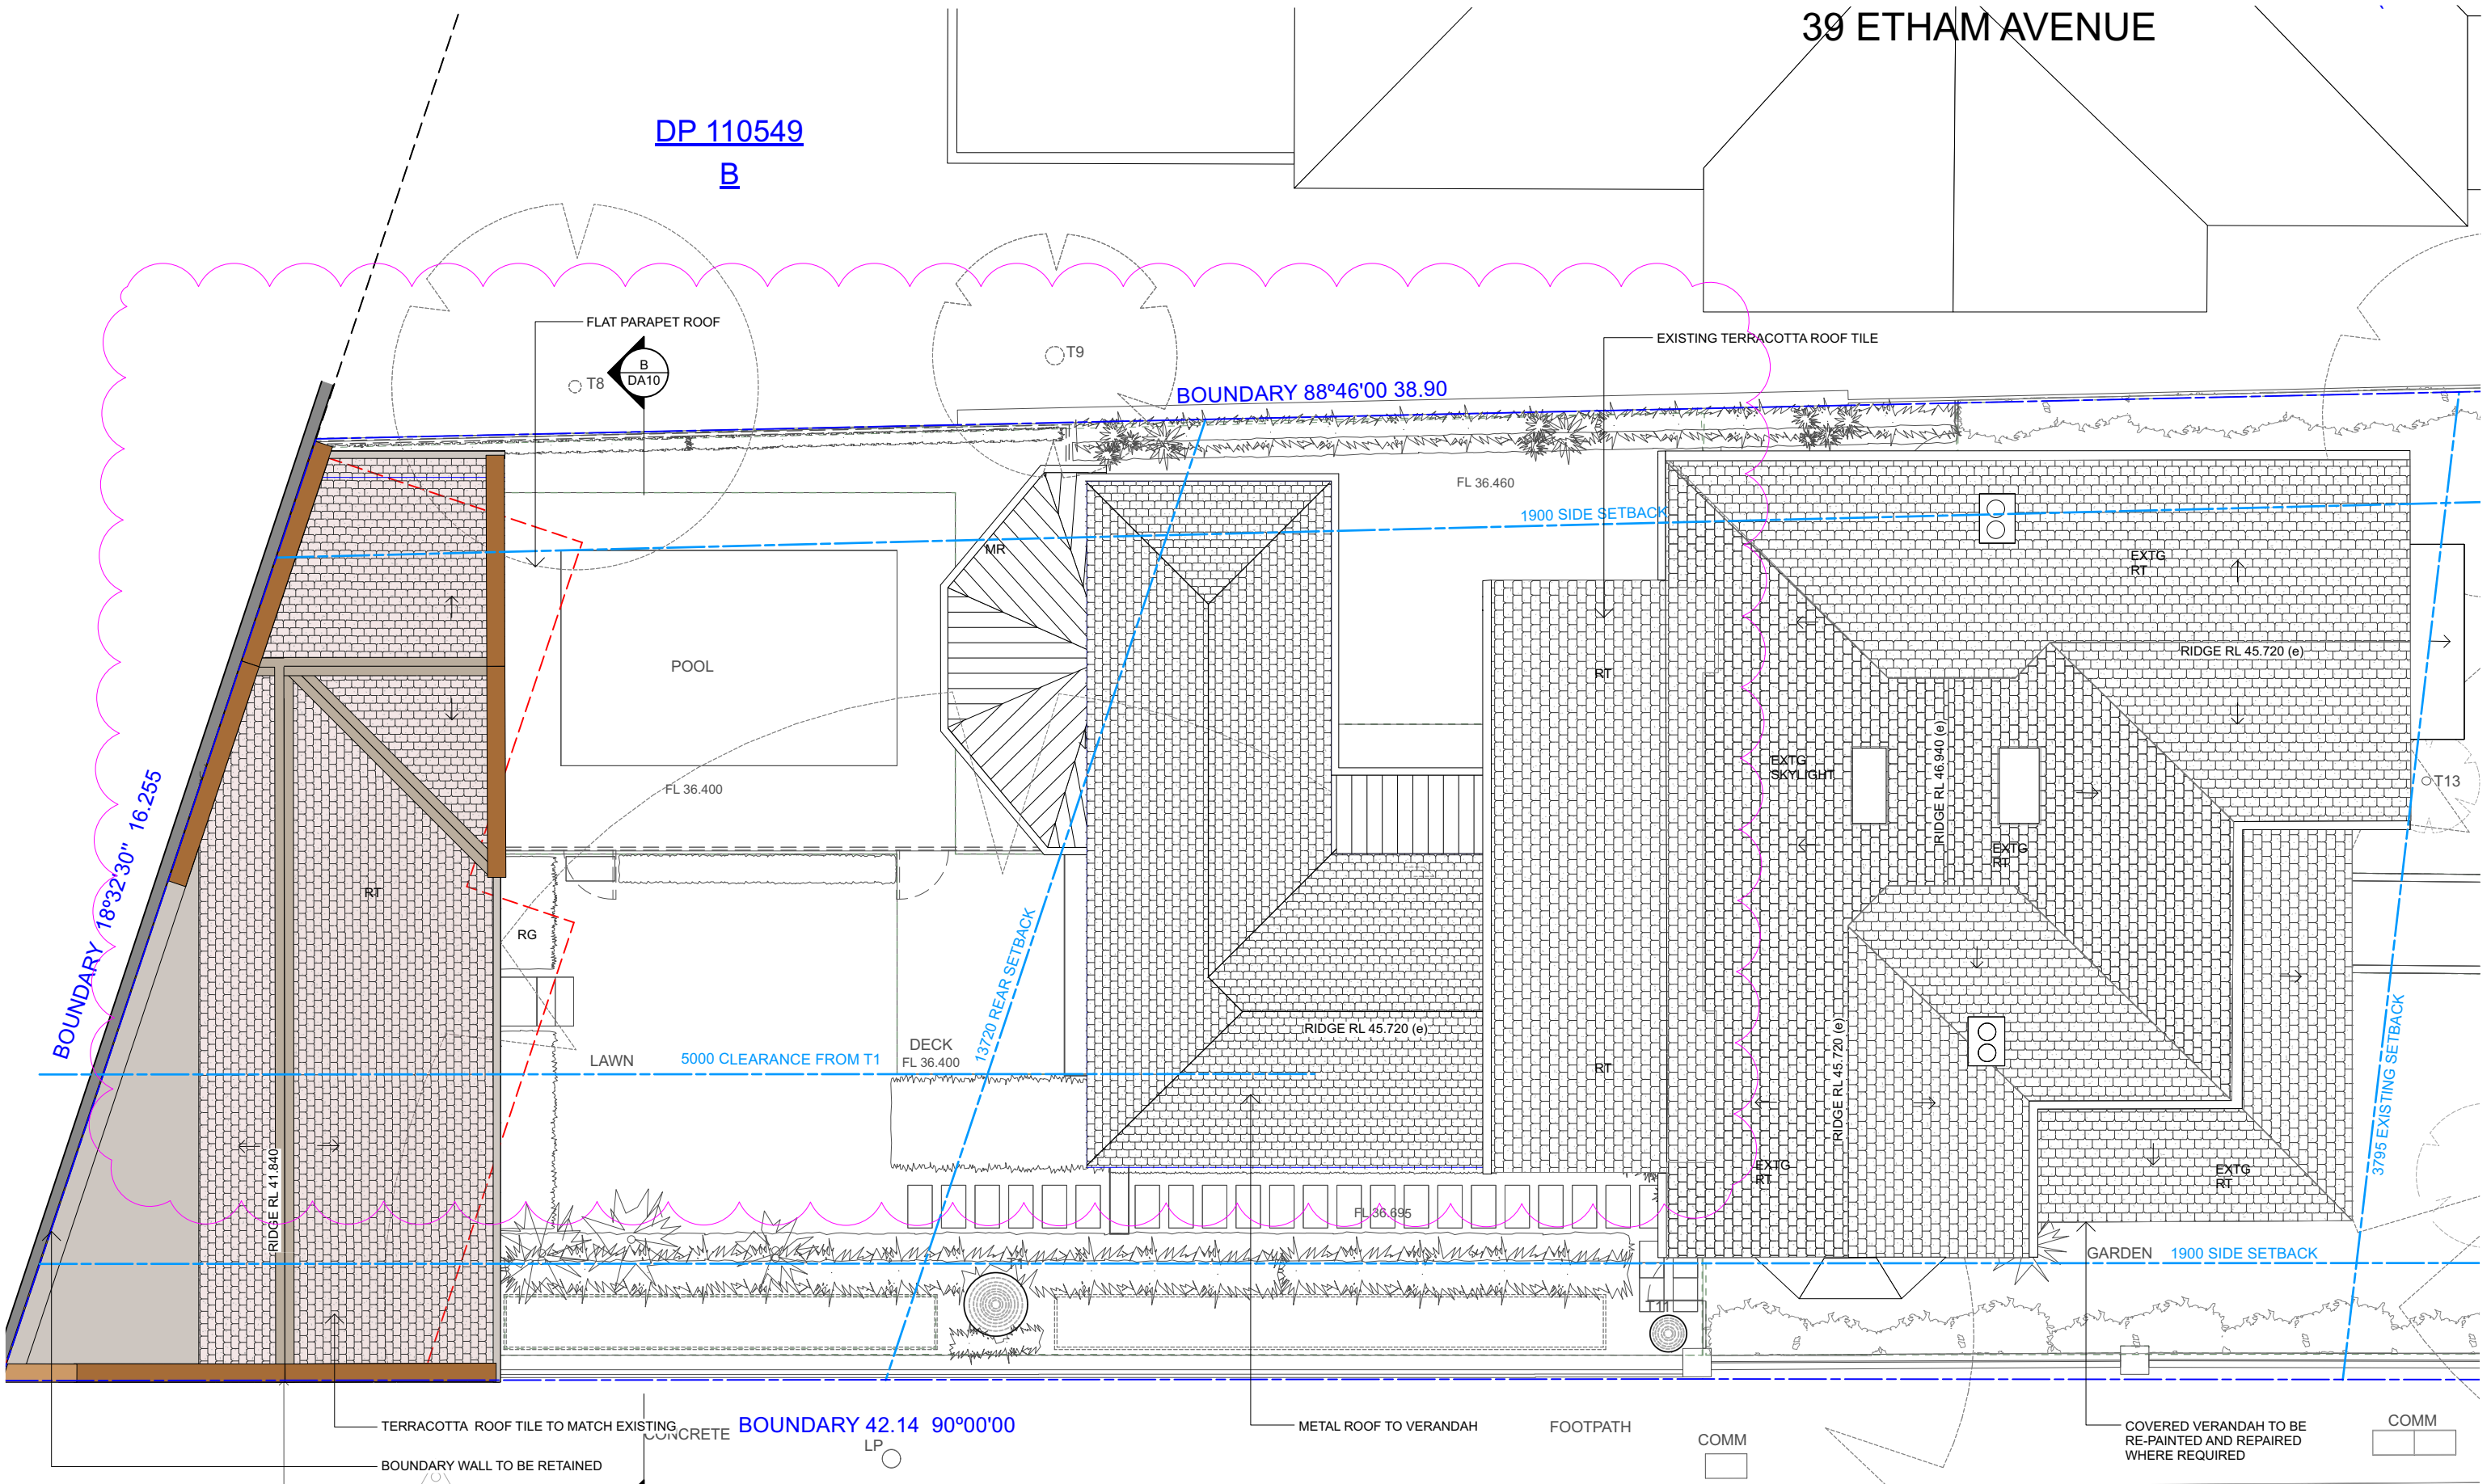 39 ETHAM AVENUE
DP 110549
B
FLAT PARAPET ROOF
EXISTING TERRACOTTA ROOF TILE
T9
T8
B
DA10
BOUNDARY 88º46'00 38.90
FL 36.460
1900 SIDE SETBACK
MR
EXTG
RT
POOL
RT
RIDGE RL 45.720 (e)
RIDGE RL 46.940 (e)
EXTG
SKYLIGHT
T13
FL 36.400
BOUNDARY 18º32'30" 16.255
EXTG
RT
RT
RG
13720 REAR SETBACK
RIDGE RL 45.720 (e)
DECK
FL 36.400
LAWN
5000 CLEARANCE FROM T1
RT
RIDGE RL 45.720 (e)
3795 EXISTING SETBACK
RIDGE RL 41.840
EXTG
RT
EXTG
RT
FL 36.695
GARDEN
1900 SIDE SETBACK
T11
TERRACOTTA ROOF TILE TO MATCH EXISTING
CONCRETE
BOUNDARY 42.14 90º00'00
METAL ROOF TO VERANDAH
FOOTPATH
COMM
COVERED VERANDAH TO BE
RE-PAINTED AND REPAIRED
WHERE REQUIRED
COMM
LP
BOUNDARY WALL TO BE RETAINED